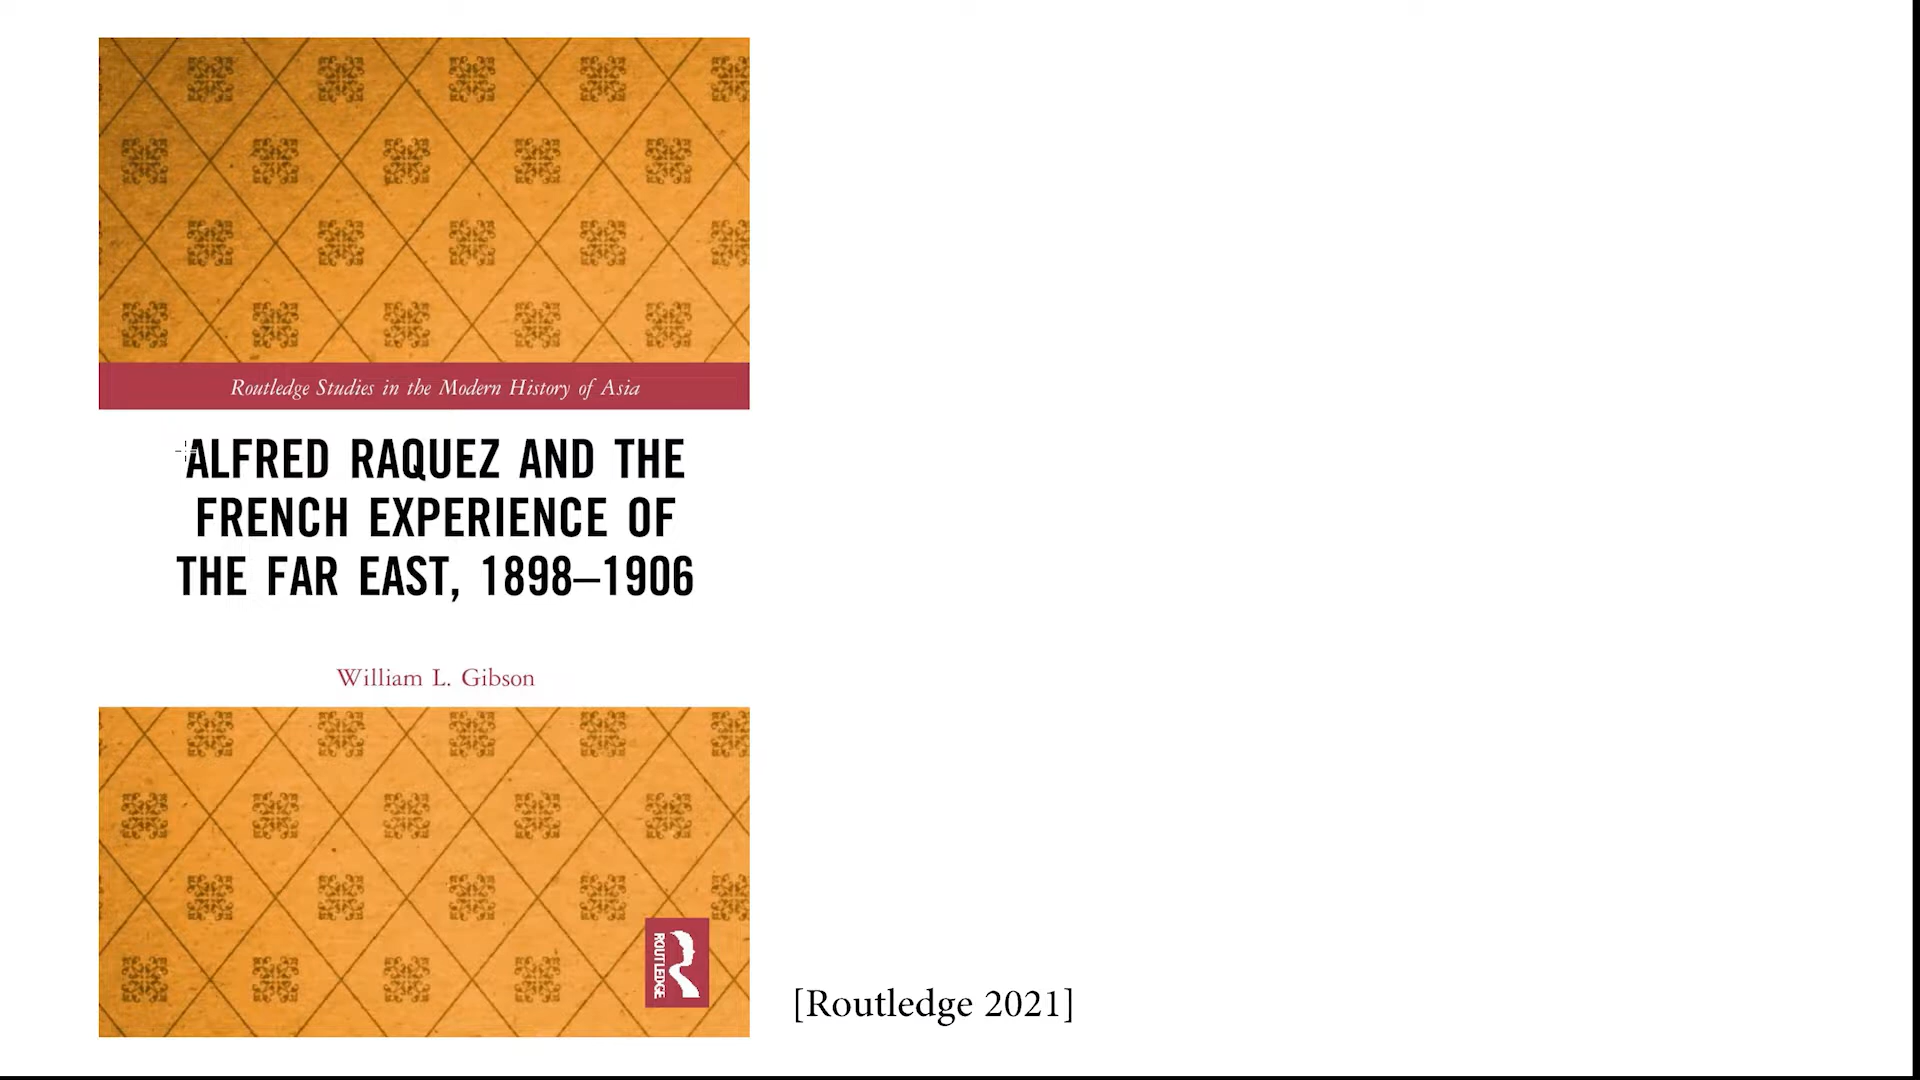 Routledge Studies in the Modern History of Asia
ALFRED RAQUEZ AND THE
FRENCH EXPERIENCE OF
THE FAR EAST, 1898–1906
William L. Gibson
ROUTLEDGE
[Routledge 2021]